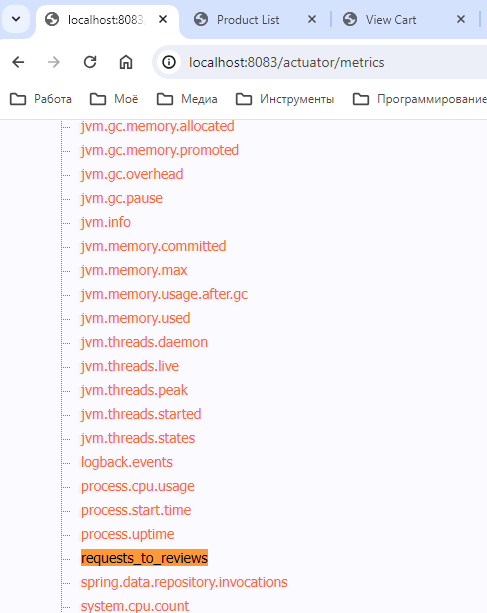 localhost:8083/
Product List
View Cart
localhost:8083/actuator/metrics
Работа
Моё
Медиа
Инструменты
Программирование
jvm.gc.memory.allocated
jvm.gc.memory.promoted
jvm.gc.overhead
jvm.gc.pause
jvm.info
jvm.memory.committed
jvm.memory.max
jvm.memory.usage.after.gc
jvm.memory.used
jvm.threads.daemon
jvm.threads.live
jvm.threads.peak
jvm.threads.started
jvm.threads.states
logback.events
process.cpu.usage
process.start.time
process.uptime
requests_to_reviews
spring.data.repository.invocations
system.cpu.count